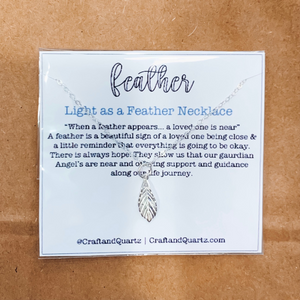 feather
Light as a Feather Necklace
"When a feather appears... a loved one is near"
A feather is a beautiful sign of a loved one being close &
a little reminder that everything is going to be okay.
There is always hope. They show us that our gaurdian
Angel's are near and offering support and guidance
along our life journey.
@CraftandQuartz | CraftandQuartz.com